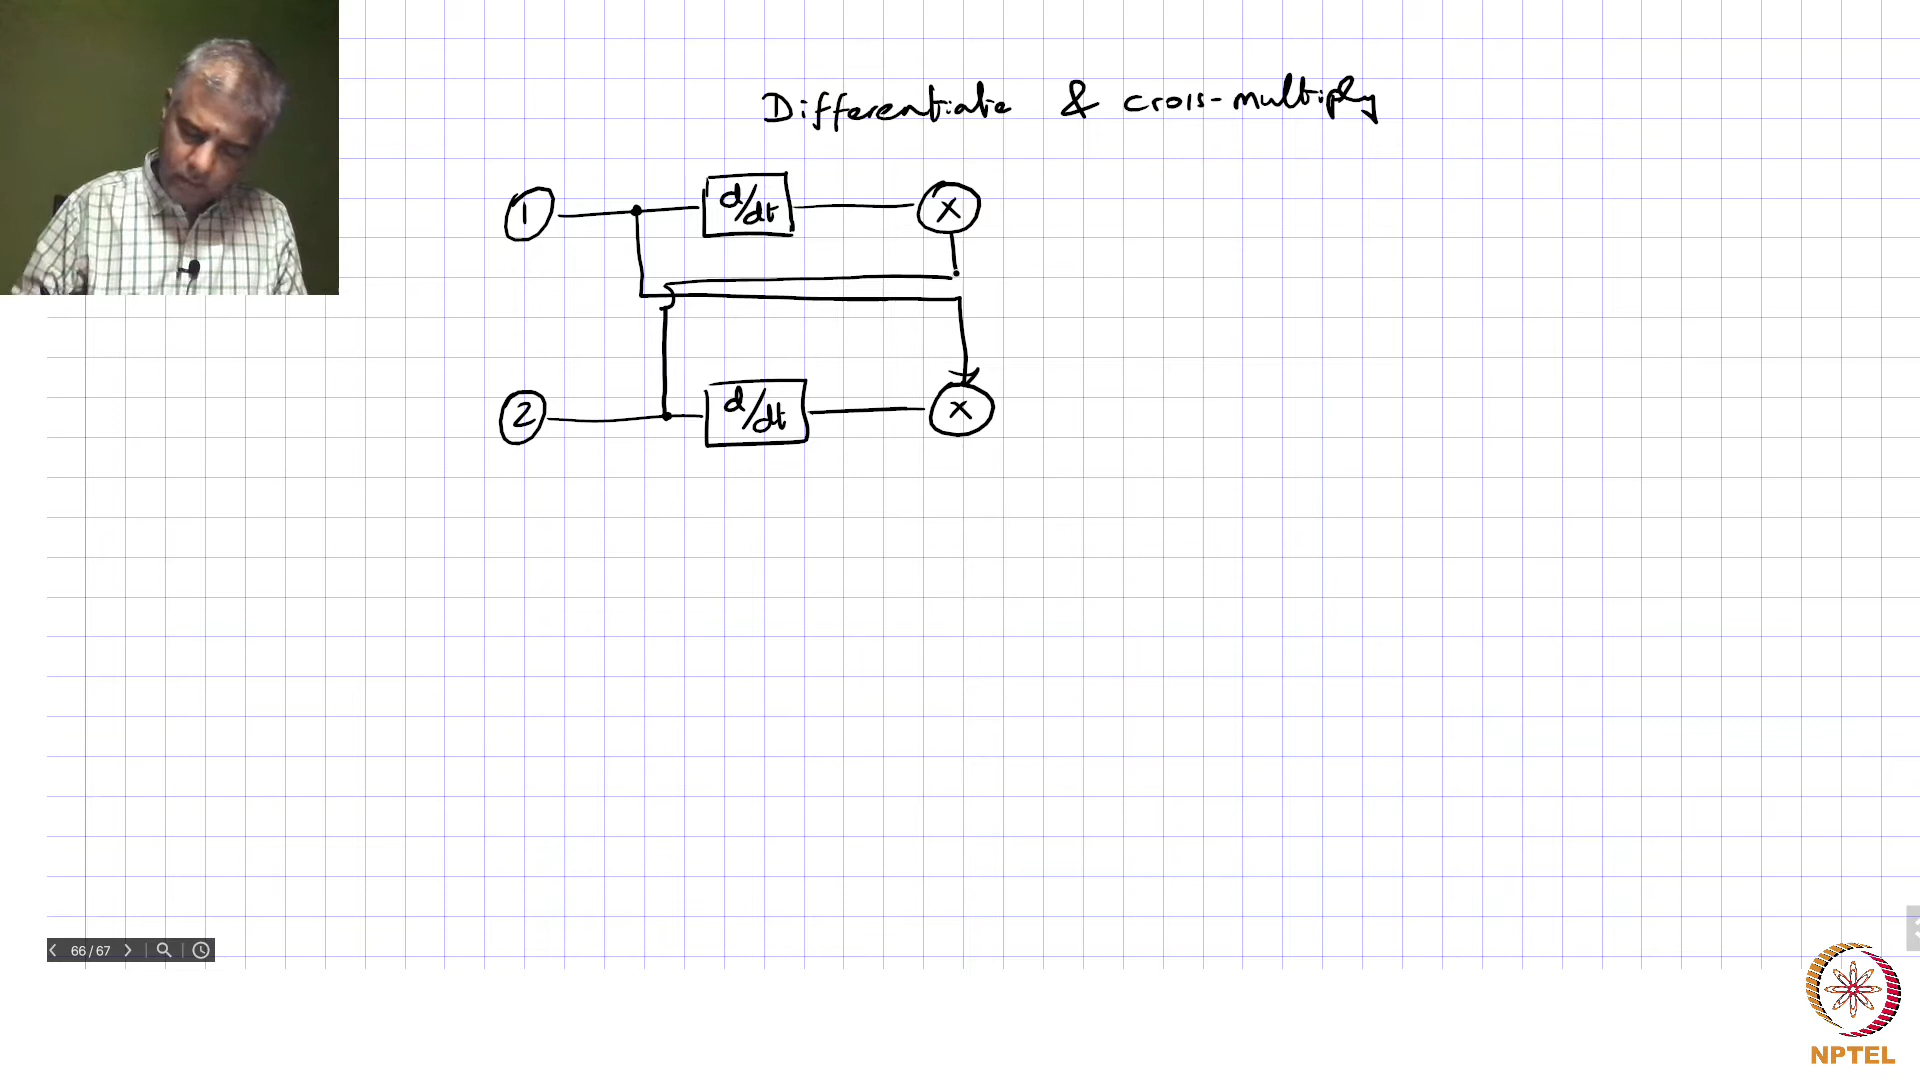 Differentiate & cross-multiply
1 d/dt X
2 d/dt X
66 / 67
NPTEL